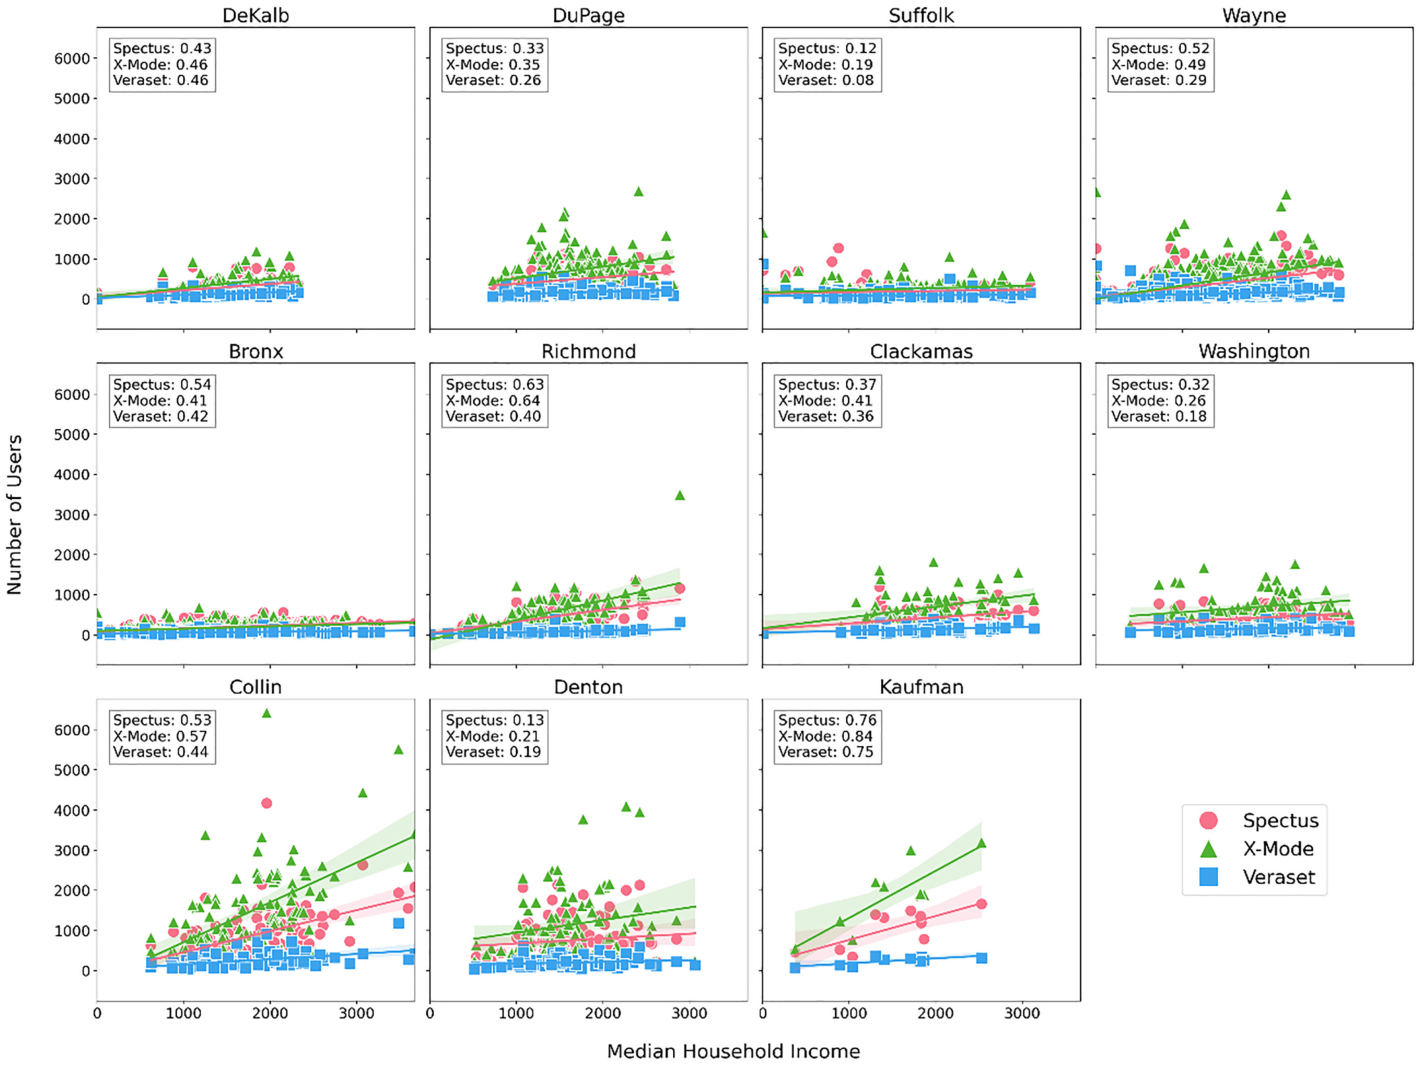 DeKalb
DuPage
Suffolk
Wayne
6000
5000
4000
3000
2000
1000
0
Spectus: 0.43
X-Mode: 0.46
Veraset: 0.46
Spectus: 0.33
X-Mode: 0.35
Veraset: 0.26
Spectus: 0.12
X-Mode: 0.19
Veraset: 0.08
Spectus: 0.52
X-Mode: 0.49
Veraset: 0.29
Bronx
Richmond
Clackamas
Washington
6000
5000
4000
3000
2000
1000
0
Spectus: 0.54
X-Mode: 0.41
Veraset: 0.42
Spectus: 0.63
X-Mode: 0.64
Veraset: 0.40
Spectus: 0.37
X-Mode: 0.41
Veraset: 0.36
Spectus: 0.32
X-Mode: 0.26
Veraset: 0.18
Number of Users
Collin
Denton
Kaufman
6000
5000
4000
3000
2000
1000
0
Spectus: 0.53
X-Mode: 0.57
Veraset: 0.44
Spectus: 0.13
X-Mode: 0.21
Veraset: 0.19
Spectus: 0.76
X-Mode: 0.84
Veraset: 0.75
Spectus
X-Mode
Veraset
0 1000 2000 3000
0 1000 2000 3000
0 1000 2000 3000
Median Household Income